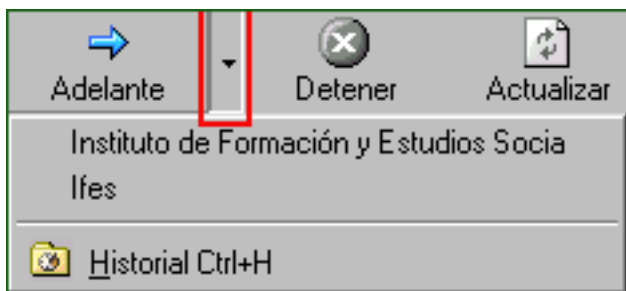 Adelante Detener Actualizar
Instituto de Formación y Estudios Socia
Ifes
Historial Ctrl+H